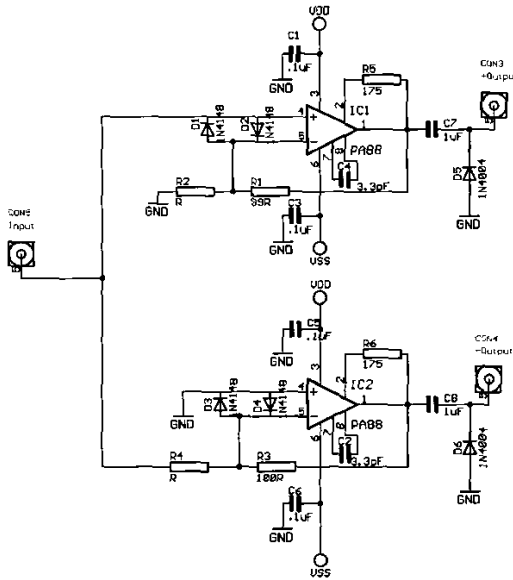 VDD
C1
.1uF
GND
R5
175
CON3
+Output
D1
1N4148
D2
1N4148
4
3
2
IC1
1
5
6
7
8
PA88
C7
1uF
C4
3.3pF
D5
1N4004
GND
R2
R
R1
99R
GND
C3
.1uF
GND
VSS
CON5
Input
VDD
C5
.1uF
GND
R6
175
CON4
-Output
D3
1N4148
D4
1N4148
GND
4
3
2
IC2
1
5
6
7
8
PA88
C8
1uF
C2
3.3pF
D6
1N4004
GND
R4
R
R3
100R
C6
.1uF
GND
VSS